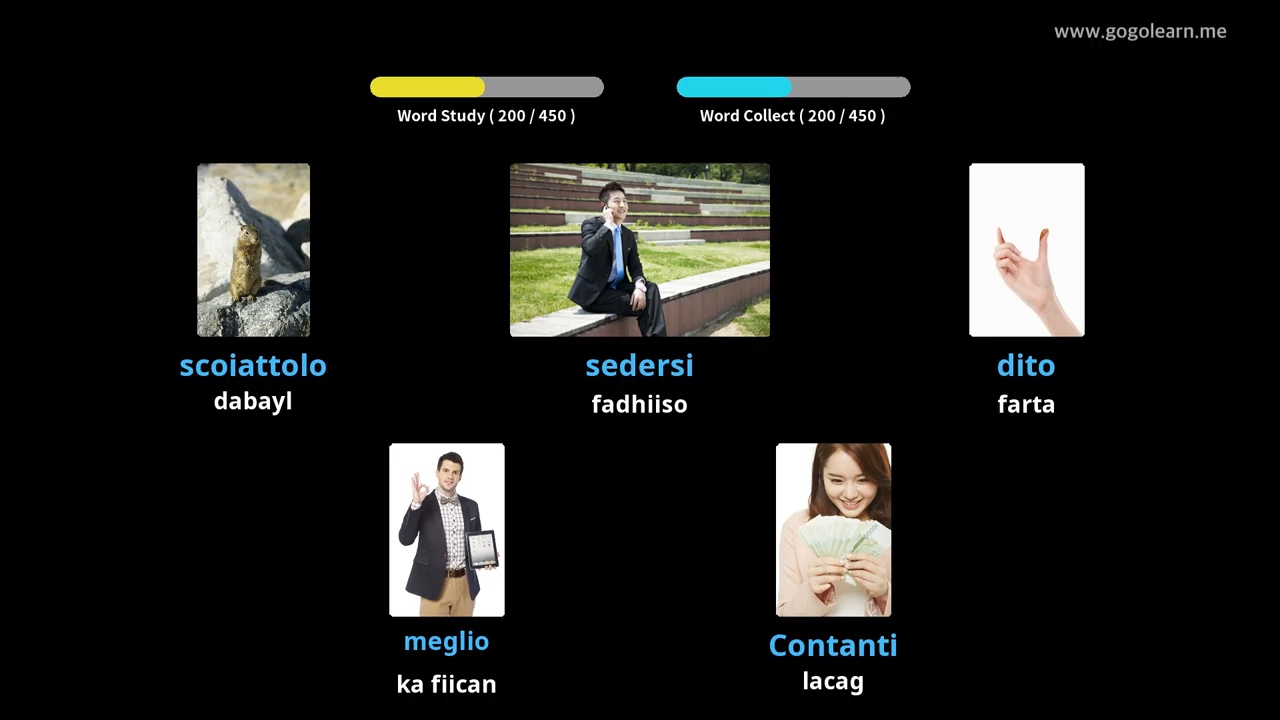 www.gogolearn.me
Word Study ( 200 / 450 )
Word Collect ( 200 / 450 )
scoiattolo
dabayl
sedersi
fadhiiso
dito
farta
meglio
ka fiican
Contanti
lacag